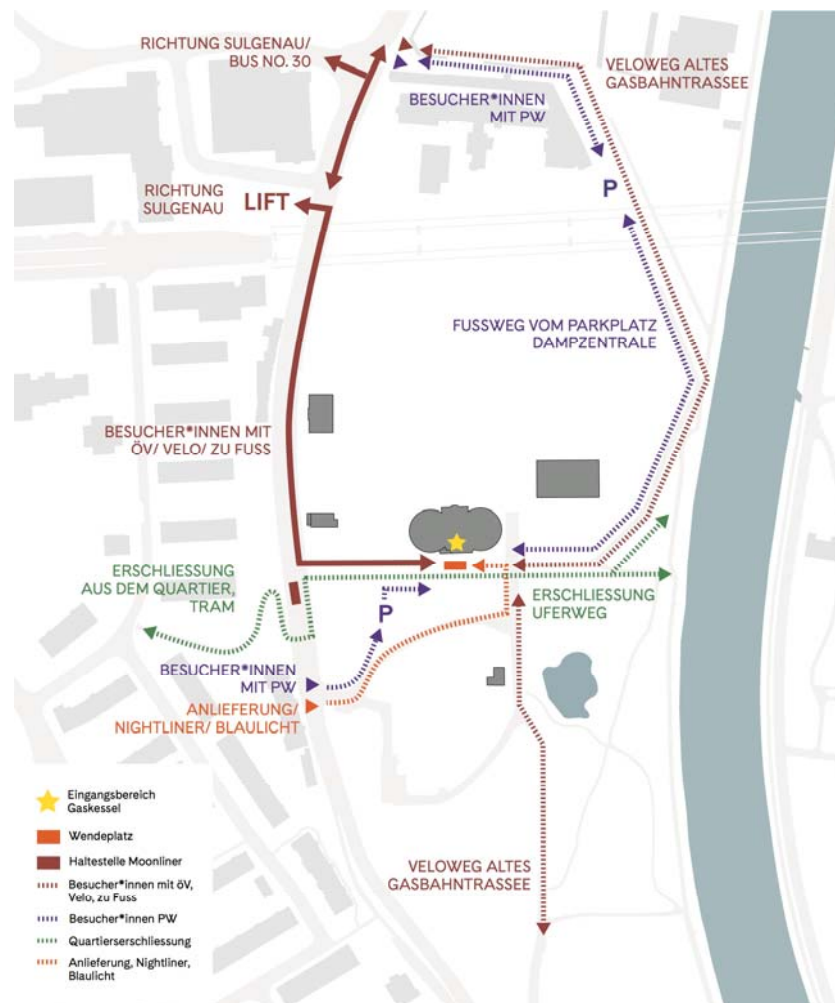 RICHTUNG SULGENAU/
BUS NO. 30
VELOWEG ALTES
GASBAHNTRASSEE
BESUCHER*INNEN
MIT PW
RICHTUNG
SULGENAU
LIFT
P
FUSSWEG VOM PARKPLATZ
DAMPZENTRALE
BESUCHER*INNEN MIT
ÖV/ VELO/ ZU FUSS
ERSCHLIESSUNG
AUS DEM QUARTIER,
TRAM
P
ERSCHLIESSUNG
UFERWEG
BESUCHER*INNEN
MIT PW
ANLIEFERUNG/
NIGHTLINER/ BLAULICHT
VELOWEG ALTES
GASBAHNTRASSEE
Eingangsbereich
Gaskessel
Wendeplatz
Haltestelle Moonliner
Besucher*innen mit öV,
Velo, zu Fuss
Besucher*innen PW
Quartierserschliessung
Anlieferung, Nightliner,
Blaulicht